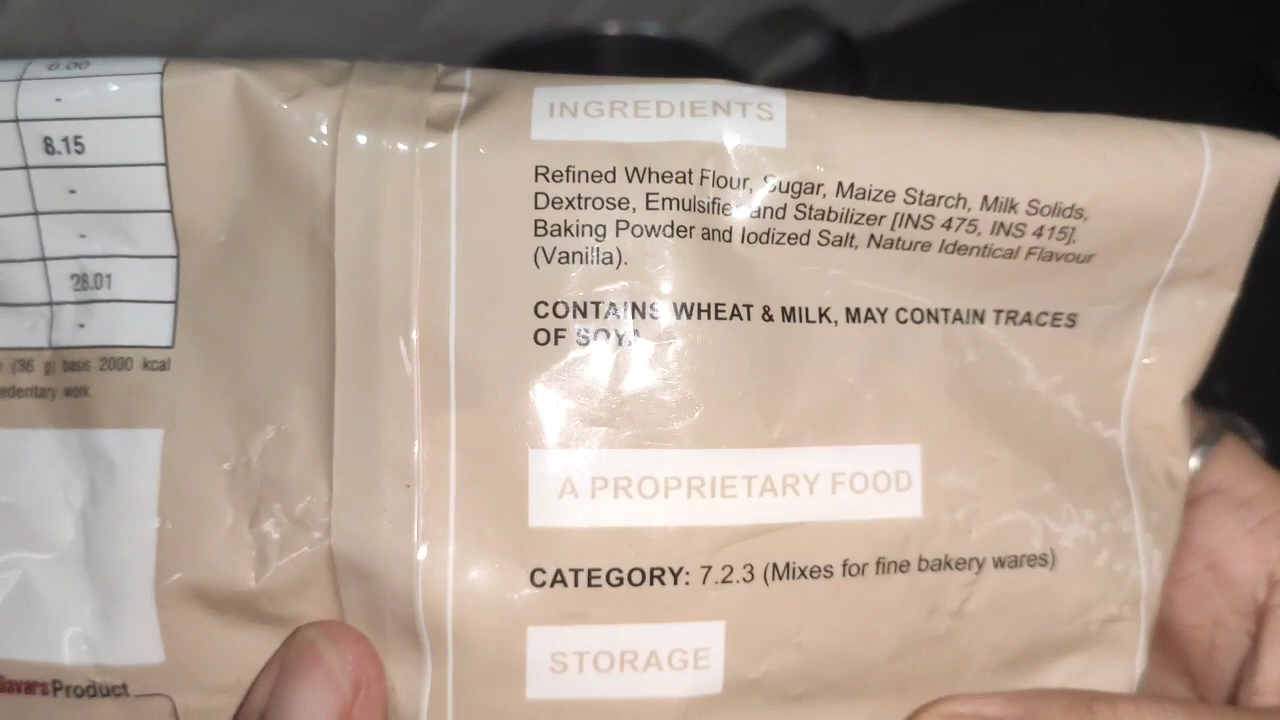 0.00
-
8.15
-
-
28.01
-
(36 g) basis 2000 kcal
edentary work
INGREDIENTS
Refined Wheat Flour, Sugar, Maize Starch, Milk Solids,
Dextrose, Emulsifier and Stabilizer [INS 475, INS 415],
Baking Powder and Iodized Salt, Nature Identical Flavour
(Vanilla).
CONTAINS WHEAT & MILK, MAY CONTAIN TRACES
OF SOYA
A PROPRIETARY FOOD
CATEGORY: 7.2.3 (Mixes for fine bakery wares)
STORAGE
Product